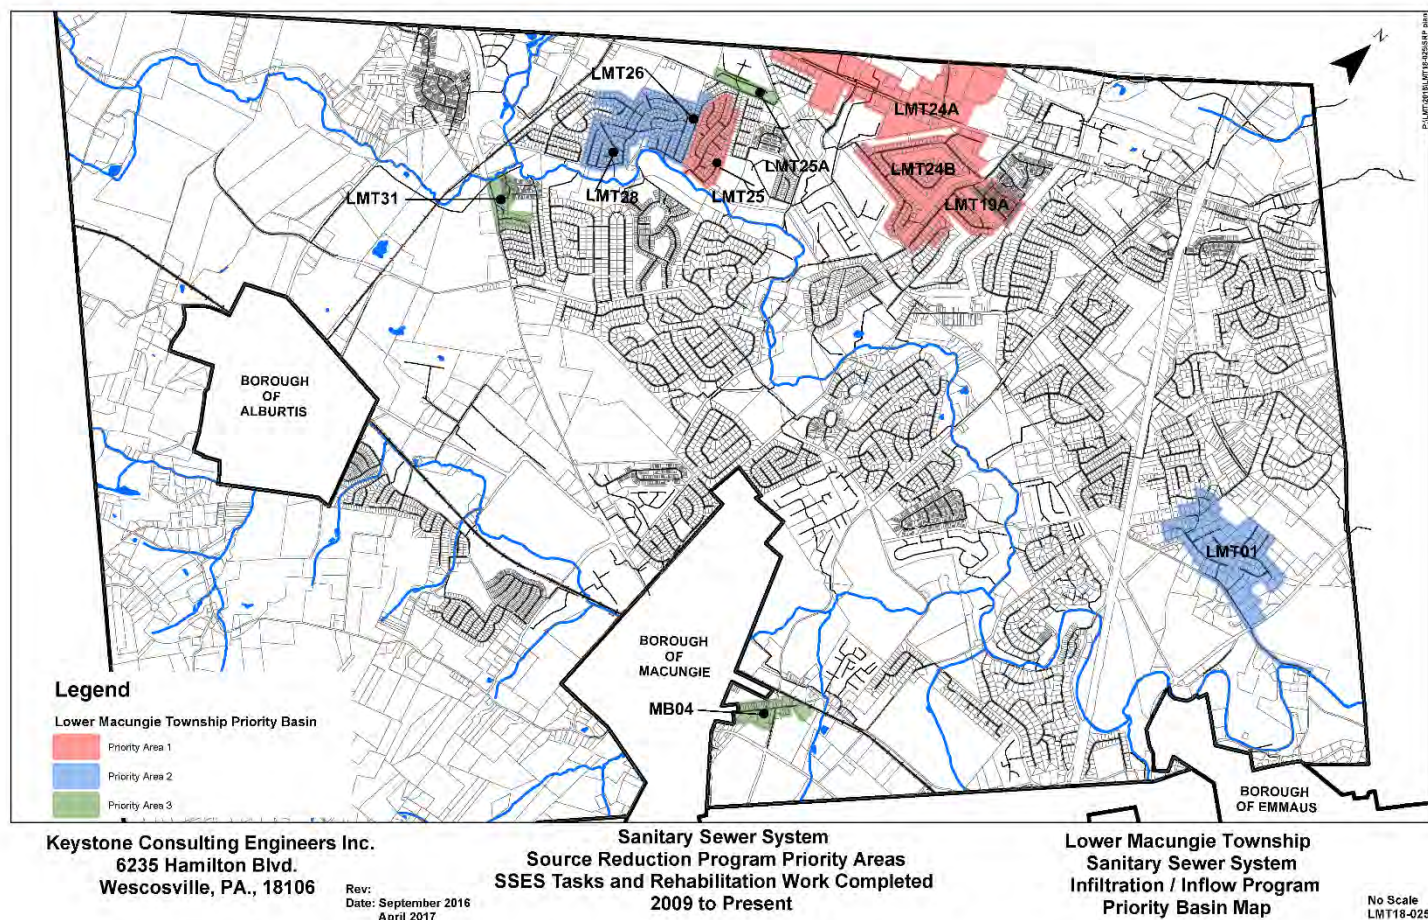 N
LMT26
LMT24A
LMT24B
LMT25A
LMT19A
LMT31
LMT28
LMT25
BOROUGH
OF
ALBURTIS
LMT01
BOROUGH
OF
MACUNGIE
MB04
BOROUGH
OF EMMAUS
Legend
Lower Macungie Township Priority Basin
Priority Area 1
Priority Area 2
Priority Area 3
Keystone Consulting Engineers Inc.
6235 Hamilton Blvd.
Wescosville, PA., 18106
Rev:
Date: September 2016
April 2017
Sanitary Sewer System
Source Reduction Program Priority Areas
SSES Tasks and Rehabilitation Work Completed
2009 to Present
Lower Macungie Township
Sanitary Sewer System
Infiltration / Inflow Program
Priority Basin Map
No Scale